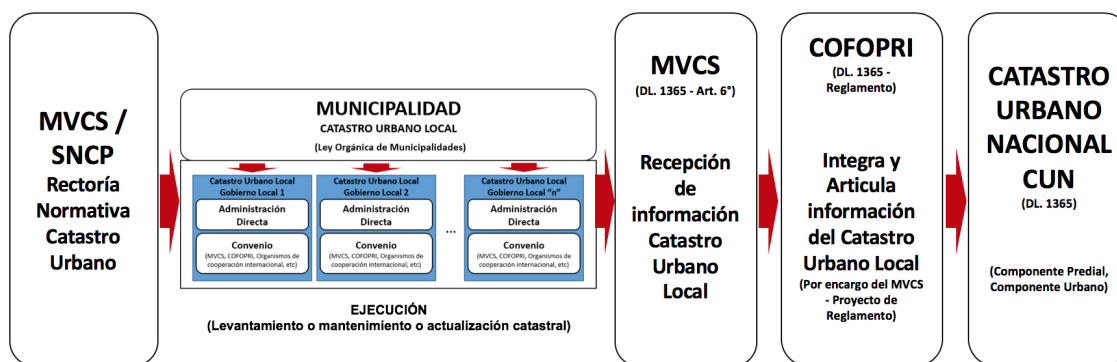 MVCS /
SNCP
Rectoría
Normativa
Catastro
Urbano
MUNICIPALIDAD
CATASTRO URBANO LOCAL
(Ley Orgánica de Municipalidades)
Catastro Urbano Local
Gobierno Local 1
Administración
Directa
Convenio
(MVCS, COFOPRI, Organismos de
cooperación internacional, etc)
Catastro Urbano Local
Gobierno Local 2
Administración
Directa
Convenio
(MVCS, COFOPRI, Organismos de
cooperación internacional, etc)
...
Catastro Urbano Local
Gobierno Local "n"
Administración
Directa
Convenio
(MVCS, COFOPRI, Organismos de
cooperación internacional, etc)
EJECUCIÓN
(Levantamiento o mantenimiento o actualización catastral)
MVCS
(DL. 1365 - Art. 6°)
Recepción
de
información
Catastro
Urbano
Local
COFOPRI
(DL. 1365 -
Reglamento)
Integra y
Articula
información
del Catastro
Urbano Local
(Por encargo del MVCS
- Proyecto de
Reglamento)
CATASTRO
URBANO
NACIONAL
CUN
(DL. 1365)
(Componente Predial,
Componente Urbano)